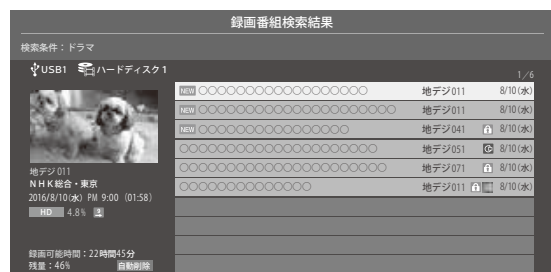 録画番組検索結果
検索条件：ドラマ
USB1 ハードディスク1
1／6
NEW 〇〇〇〇〇〇〇〇〇〇〇〇〇〇〇〇〇〇 地デジ011 8/10(水)
NEW 〇〇〇〇〇〇〇〇〇〇〇〇〇〇〇〇〇〇〇〇〇 地デジ011 8/10(水)
NEW 〇〇〇〇〇〇〇〇〇〇〇〇〇〇〇〇 地デジ041 8/10(水)
〇〇〇〇〇〇〇〇〇〇〇〇〇〇〇〇〇〇〇〇〇 地デジ051 8/10(水)
〇〇〇〇〇〇〇〇〇〇〇〇〇〇〇〇〇〇〇〇〇〇 地デジ071 8/10(水)
〇〇〇〇〇〇〇〇〇〇〇〇〇〇 地デジ011 8/10(水)
地デジ011
NHK総合・東京
2016/8/10(水) PM 9:00 (01:58)
HD 4.8%
録画可能時間：22時間45分
残量：46% 自動削除